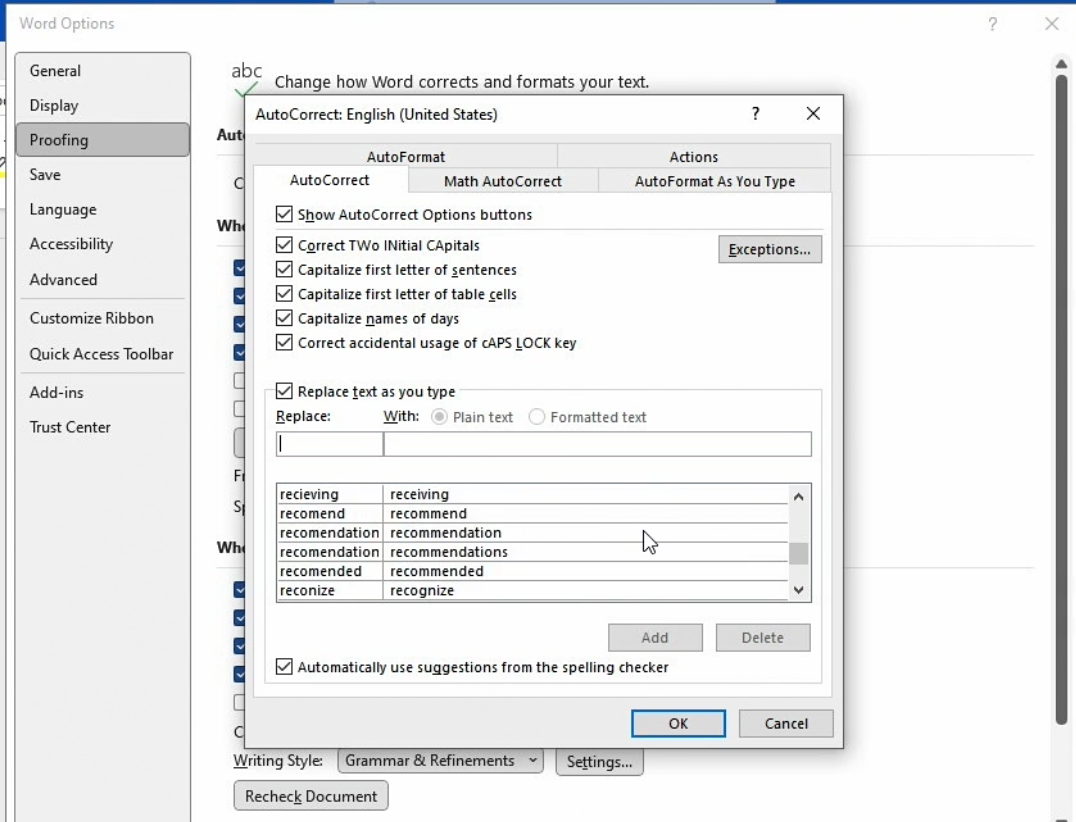 Word Options
General
Display
Proofing
Save
Language
Accessibility
Advanced
Customize Ribbon
Quick Access Toolbar
Add-ins
Trust Center
abc
Change how Word corrects and formats your text.
AutoCorrect: English (United States)
AutoFormat Actions
AutoCorrect Math AutoCorrect AutoFormat As You Type
Show AutoCorrect Options buttons
Correct TWo INitial CApitals
Exceptions...
Capitalize first letter of sentences
Capitalize first letter of table cells
Capitalize names of days
Correct accidental usage of cAPS LOCK key
Replace text as you type
Replace: With: Plain text Formatted text
recieving receiving
recomend recommend
recomendation recommendation
recomendation recommendations
recomended recommended
reconize recognize
Add Delete
Automatically use suggestions from the spelling checker
OK Cancel
Writing Style: Grammar & Refinements Settings...
Recheck Document